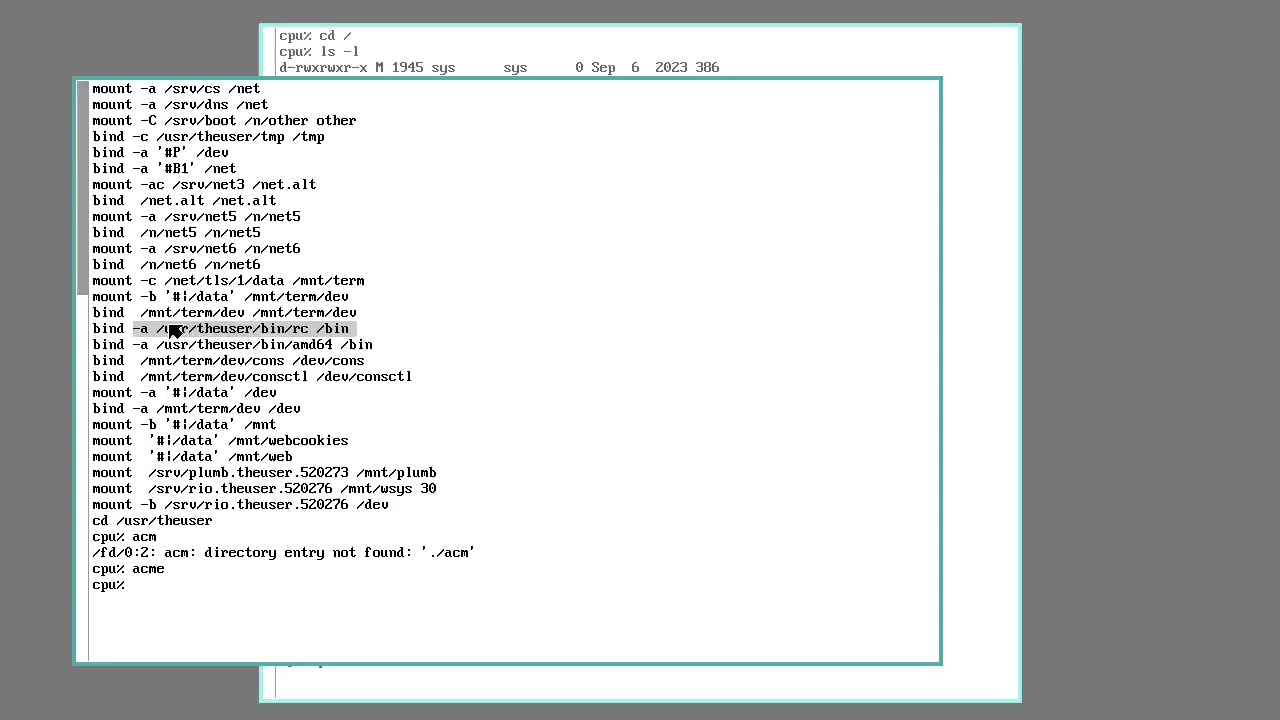 cpu% cd /
cpu% ls -l
d-rwxrwxr-x M 1945 sys      sys      0 Sep  6  2023 386
mount -a /srv/cs /net
mount -a /srv/dns /net
mount -C /srv/boot /n/other other
bind -c /usr/theuser/tmp /tmp
bind -a '#P' /dev
bind -a '#B1' /net
mount -ac /srv/net3 /net.alt
bind  /net.alt /net.alt
mount -a /srv/net5 /n/net5
bind  /n/net5 /n/net5
mount -a /srv/net6 /n/net6
bind  /n/net6 /n/net6
mount -c /net/tls/1/data /mnt/term
mount -b '#|/data' /mnt/term/dev
bind  /mnt/term/dev /mnt/term/dev
bind -a /usr/theuser/bin/rc /bin
bind -a /usr/theuser/bin/amd64 /bin
bind  /mnt/term/dev/cons /dev/cons
bind  /mnt/term/dev/consctl /dev/consctl
mount -a '#|/data' /dev
bind -a /mnt/term/dev /dev
mount -b '#|/data' /mnt
mount  '#|/data' /mnt/webcookies
mount  '#|/data' /mnt/web
mount  /srv/plumb.theuser.520273 /mnt/plumb
mount  /srv/rio.theuser.520276 /mnt/wsys 30
mount -b /srv/rio.theuser.520276 /dev
cd /usr/theuser
cpu% acm
/fd/0:2: acm: directory entry not found: './acm'
cpu% acme
cpu%